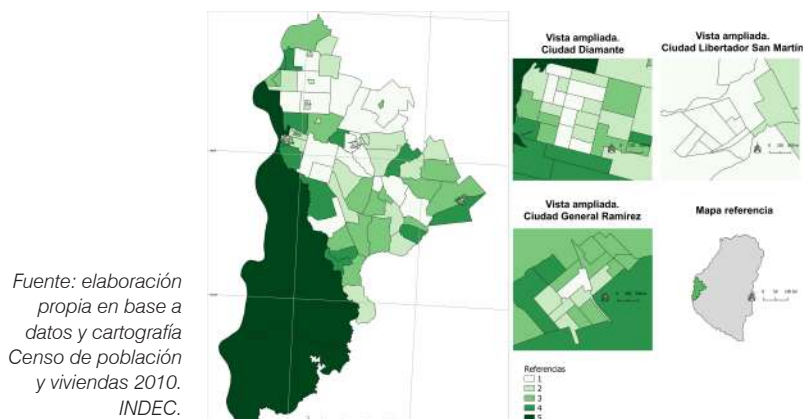 Vista ampliada.
Ciudad Diamante
Vista ampliada.
Ciudad Libertador San Martín
Vista ampliada.
Ciudad General Ramirez
Mapa referencia
Fuente: elaboración
propia en base a
datos y cartografía
Censo de población
y viviendas 2010.
INDEC.
Referencias
1
2
3
4
5